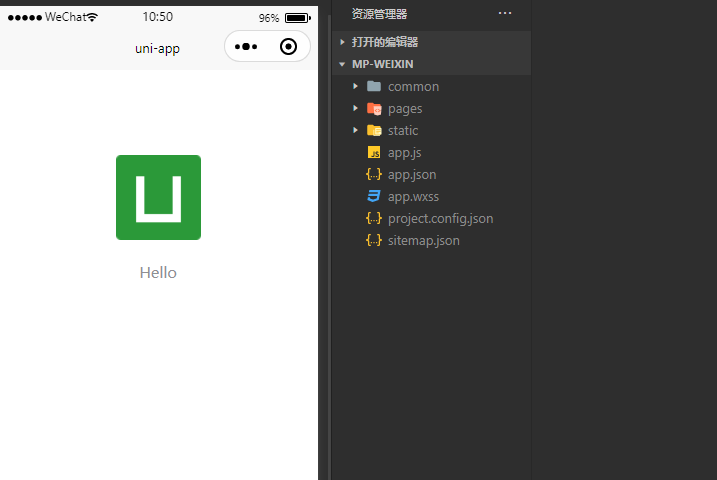 WeChat
10:50
96%
uni-app
Hello
资源管理器
打开的编辑器
MP-WEIXIN
common
pages
static
app.js
app.json
app.wxss
project.config.json
sitemap.json